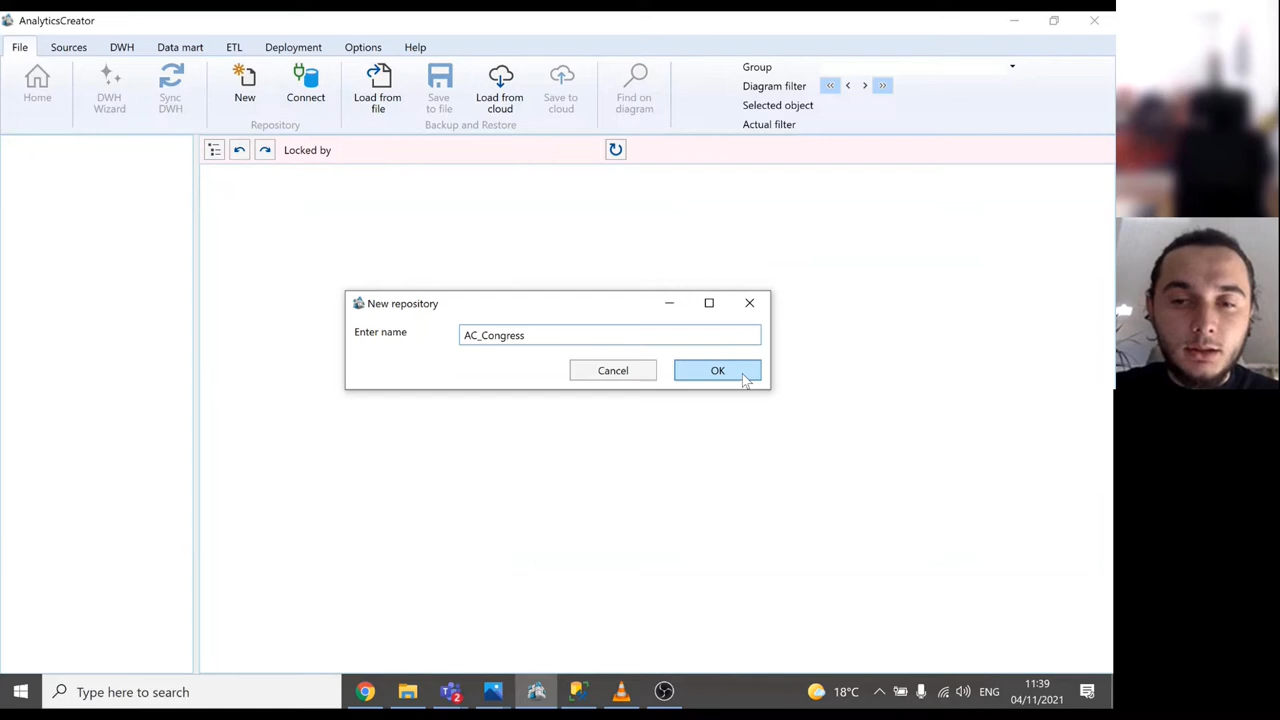 AnalyticsCreator
File Sources DWH Data mart ETL Deployment Options Help
Home
DWH Wizard
Sync DWH
New
Connect
Repository
Load from file
Save to file
Load from cloud
Save to cloud
Backup and Restore
Find on diagram
Group
Diagram filter
Selected object
Actual filter
Locked by
New repository
Enter name AC_Congress
Cancel OK
Type here to search
18°C ENG 11:39
04/11/2021